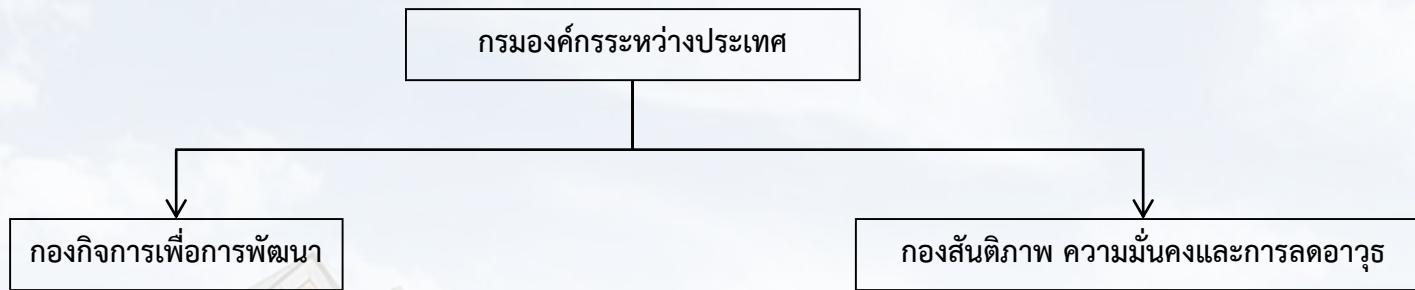 กรมองค์กรระหว่างประเทศ
กองกิจการเพื่อการพัฒนา
กองสันติภาพ ความมั่นคงและการลดอาวุธ